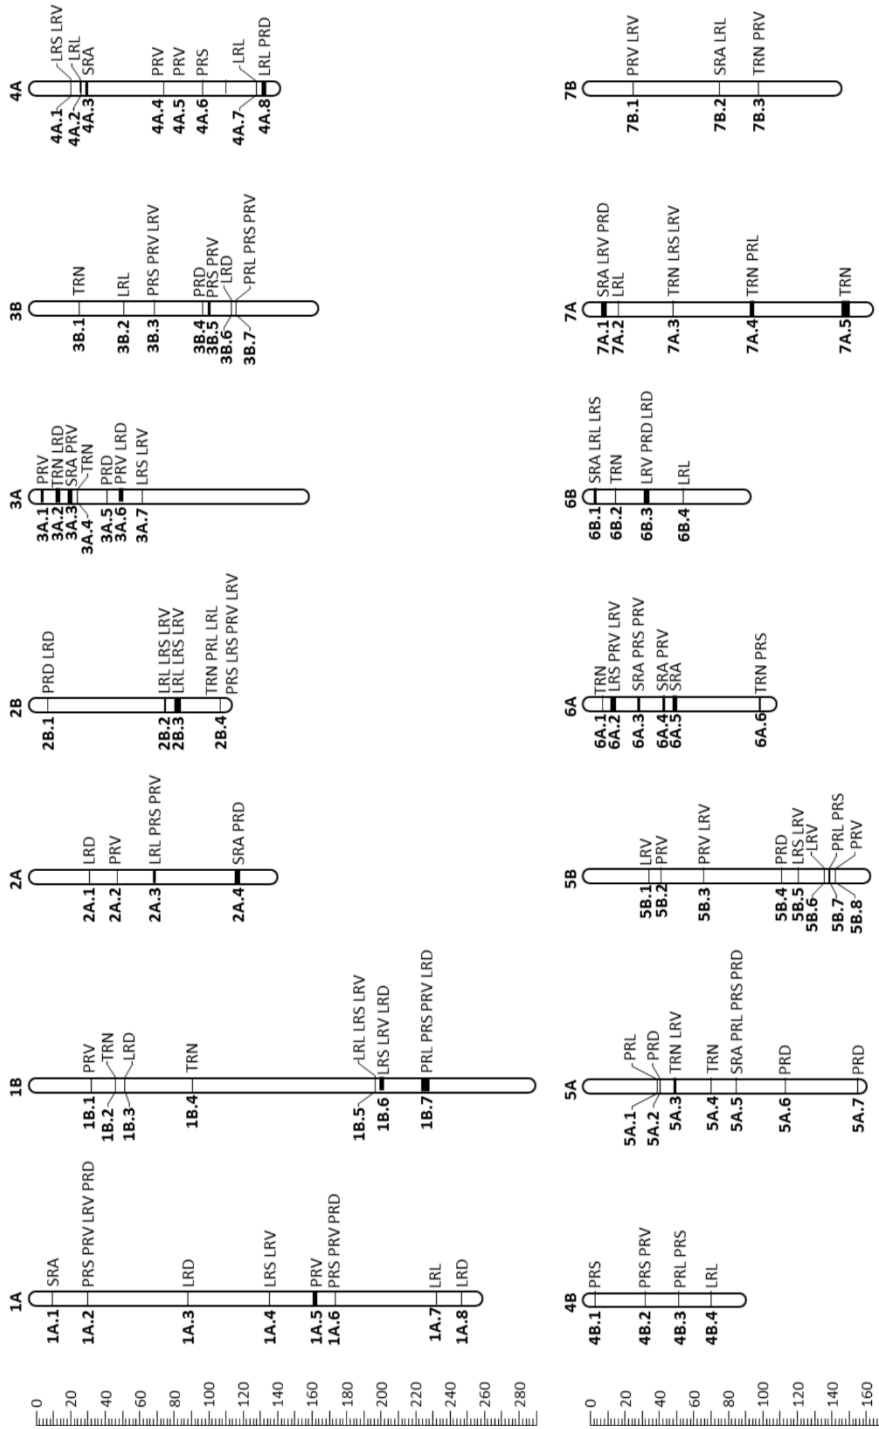 0
20
40
60
80
100
120
140
160
180
200
220
240
260
280
1A
1A.1 SRA
1A.2 PRS PRV LRV PRD
1A.3 LRD
1A.4 LRS LRV
1A.5 PRV
1A.6 PRS PRV PRD
1A.7 LRL
1A.8 LRD
1B
1B.1 PRV
1B.2 TRN
1B.3 LRD
1B.4 TRN
1B.5 LRL LRS LRV
1B.6 LRS LRV LRD
1B.7 PRL PRS PRV LRD
2A
2A.1 LRD
2A.2 PRV
2A.3 LRL PRS PRV
2A.4 SRA PRD
2B
2B.1 PRD LRD
2B.2 LRL LRS LRV
2B.3 LRL LRS LRV
TRN PRL LRL
2B.4 PRS LRS PRV LRV
3A
3A.1 PRV
3A.2 TRN LRD
3A.3 SRA PRV
3A.4 TRN
3A.5 PRD
3A.6 PRV LRD
3A.7 LRS LRV
3B
3B.1 TRN
3B.2 LRL
3B.3 PRS PRV LRV
3B.4 PRD
3B.5 PRS PRV
3B.6 LRD
3B.7 PRL PRS PRV
4A
4A.1 LRS LRV
4A.2 LRL
4A.3 SRA
4A.4 PRV
4A.5 PRV
4A.6 PRS
4A.7 LRL
4A.8 LRL PRD
0
20
40
60
80
100
120
140
160
4B
4B.1 PRS
4B.2 PRS PRV
4B.3 PRL PRS
4B.4 LRL
5A
5A.1 PRL
5A.2 PRD
5A.3 TRN LRV
5A.4 TRN
5A.5 SRA PRL PRS PRD
5A.6 PRD
5A.7 PRD
5B
5B.1 LRV
5B.2 PRV
5B.3 PRV LRV
5B.4 PRD
5B.5 LRS LRV
5B.6 LRV
5B.7 PRL PRS
5B.8 PRV
6A
6A.1 TRN
6A.2 LRS PRV LRV
6A.3 SRA PRS PRV
6A.4 SRA PRV
6A.5 SRA
6A.6 TRN PRS
6B
6B.1 SRA LRL LRS
6B.2 TRN
6B.3 LRV PRD LRD
6B.4 LRL
7A
7A.1 SRA LRV PRD
7A.2 LRL
7A.3 TRN LRS LRV
7A.4 TRN PRL
7A.5 TRN
7B
7B.1 PRV LRV
7B.2 SRA LRL
7B.3 TRN PRV